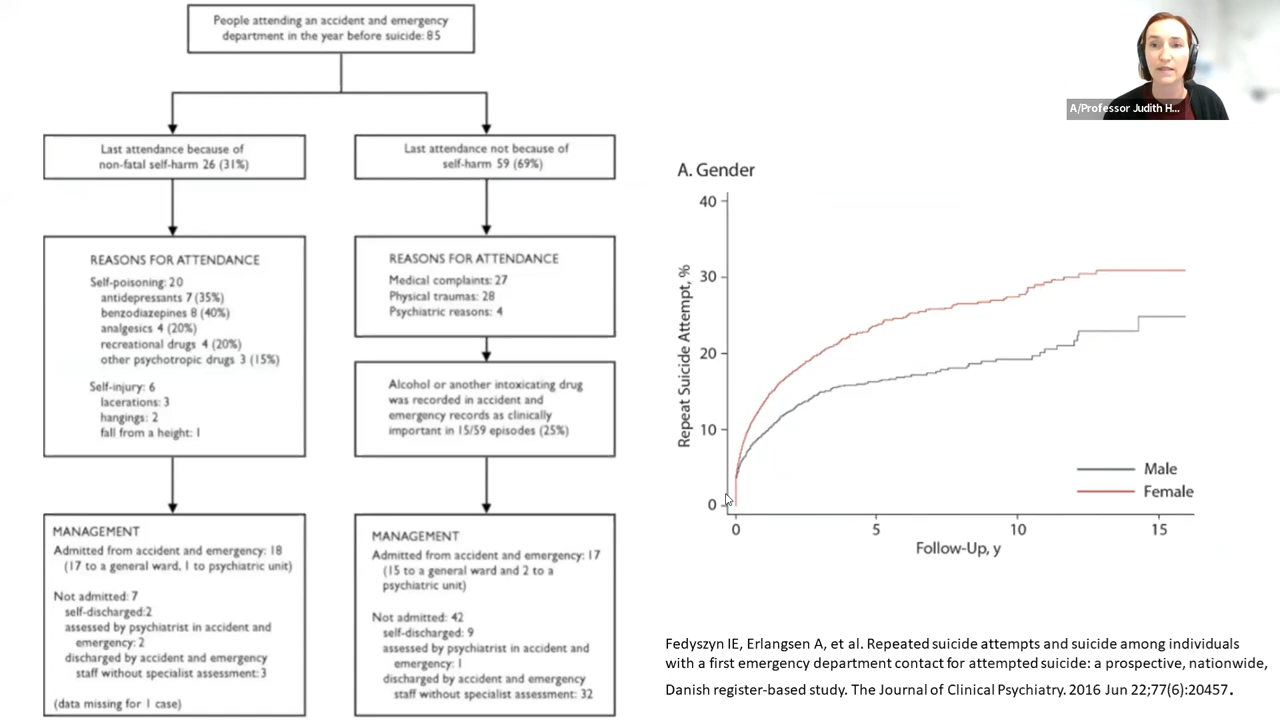 People attending an accident and emergency
department in the year before suicide: 85
Last attendance because of
non-fatal self-harm 26 (31%)
Last attendance not because of
self-harm 59 (69%)
REASONS FOR ATTENDANCE
Self-poisoning: 20
antidepressants 7 (35%)
benzodiazepines 8 (40%)
analgesics 4 (20%)
recreational drugs 4 (20%)
other psychotropic drugs 3 (15%)
Self-injury: 6
lacerations: 3
hangings: 2
fall from a height: 1
REASONS FOR ATTENDANCE
Medical complaints: 27
Physical traumas: 28
Psychiatric reasons: 4
Alcohol or another intoxicating drug
was recorded in accident and
emergency records as clinically
important in 15/59 episodes (25%)
MANAGEMENT
Admitted from accident and emergency: 18
(17 to a general ward, 1 to psychiatric unit)
Not admitted: 7
self-discharged:2
assessed by psychiatrist in accident and
emergency: 2
discharged by accident and emergency
staff without specialist assessment: 3
(data missing for 1 case)
MANAGEMENT
Admitted from accident and emergency: 17
(15 to a general ward and 2 to a
psychiatric unit)
Not admitted: 42
self-discharged: 9
assessed by psychiatrist in accident and
emergency: 1
discharged by accident and emergency
staff without specialist assessment: 32
A/Professor Judith H...
A. Gender
Repeat Suicide Attempt, %
40
30
20
10
0
Male
Female
0 5 10 15
Follow-Up, y
Fedyszyn IE, Erlangsen A, et al. Repeated suicide attempts and suicide among individuals
with a first emergency department contact for attempted suicide: a prospective, nationwide,
Danish register-based study. The Journal of Clinical Psychiatry. 2016 Jun 22;77(6):20457.